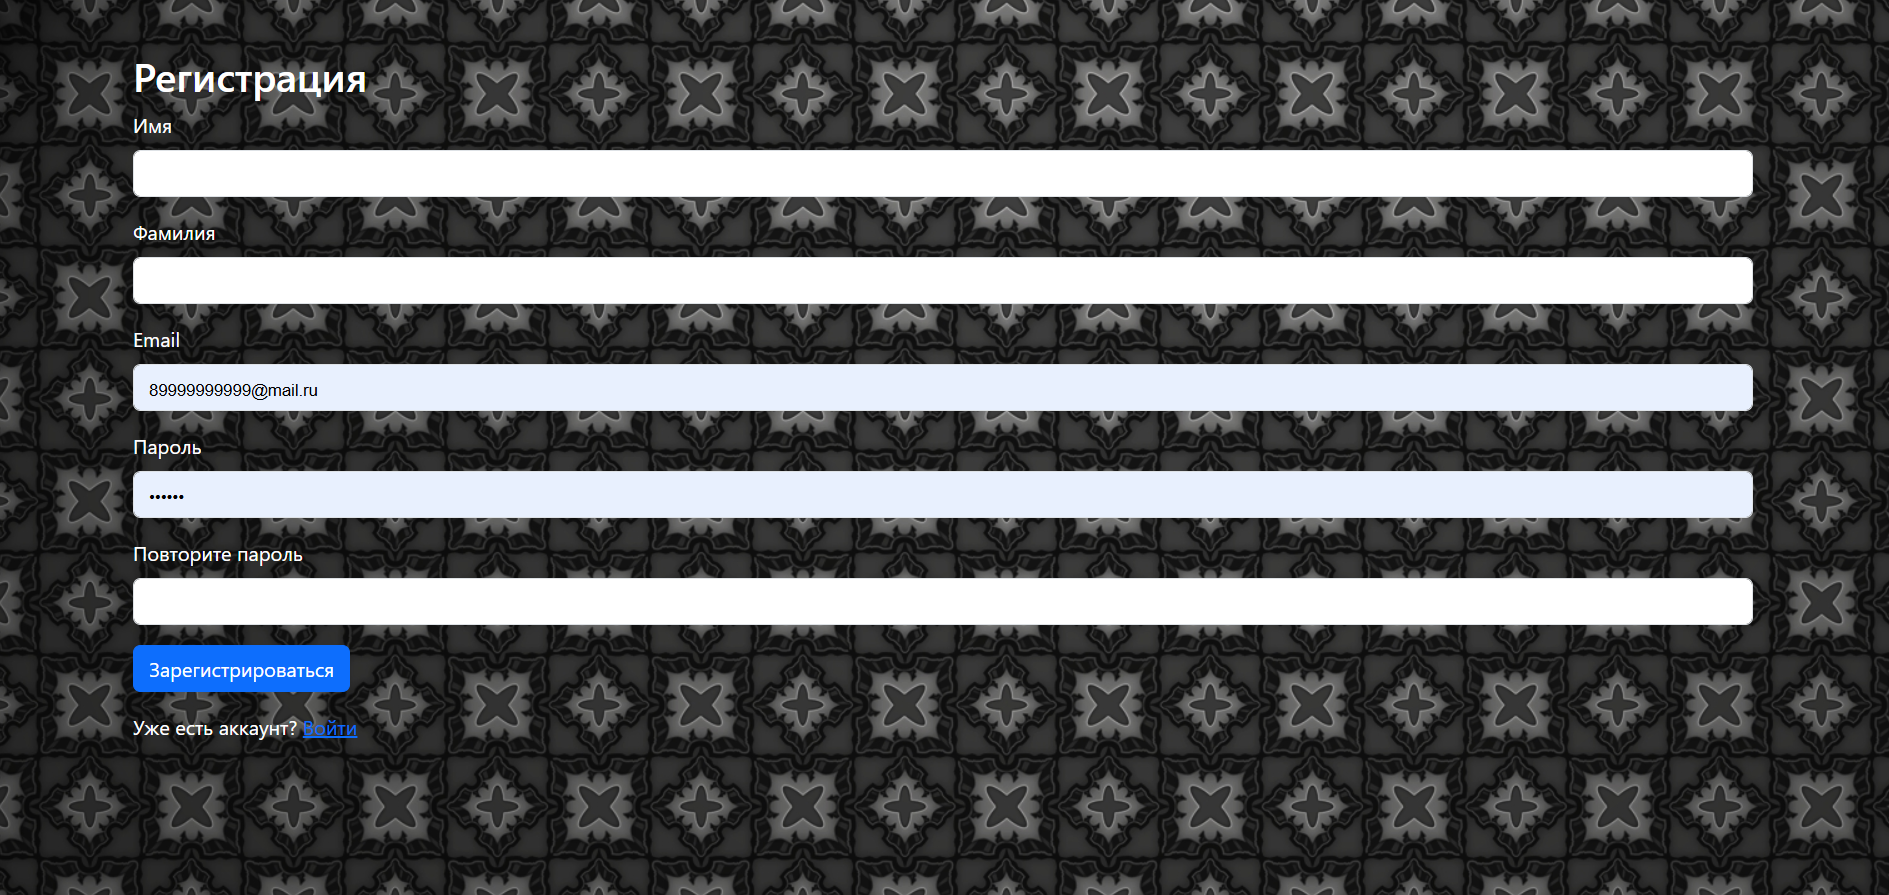 Регистрация
Имя
Фамилия
Email
89999999999@mail.ru
Пароль
••••••
Повторите пароль
Зарегистрироваться
Уже есть аккаунт? Войти